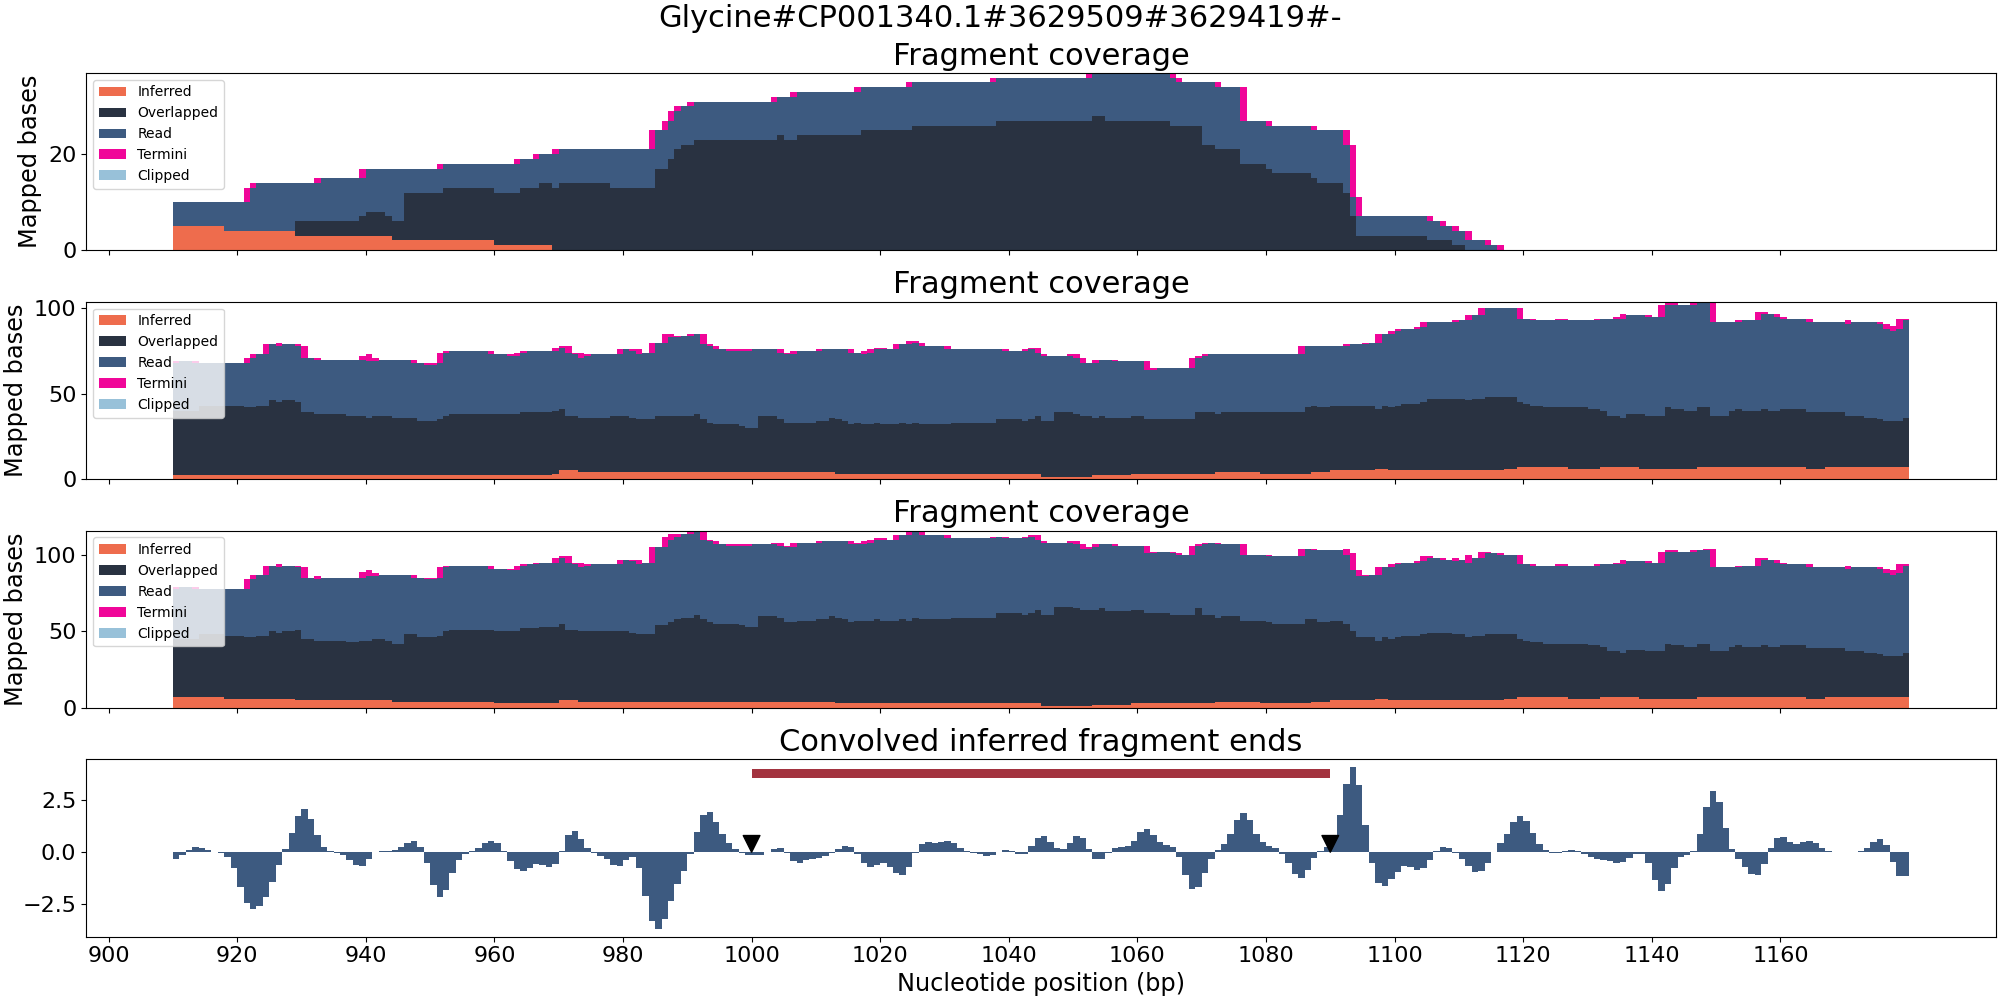 Glycine#CP001340.1#3629509#3629419#-
Fragment coverage
Mapped bases
20
0
Inferred
Overlapped
Read
Termini
Clipped
Fragment coverage
Mapped bases
100
50
0
Inferred
Overlapped
Read
Termini
Clipped
Fragment coverage
Mapped bases
100
50
0
Inferred
Overlapped
Read
Termini
Clipped
Convolved inferred fragment ends
2.5
0.0
−2.5
900 920 940 960 980 1000 1020 1040 1060 1080 1100 1120 1140 1160
Nucleotide position (bp)